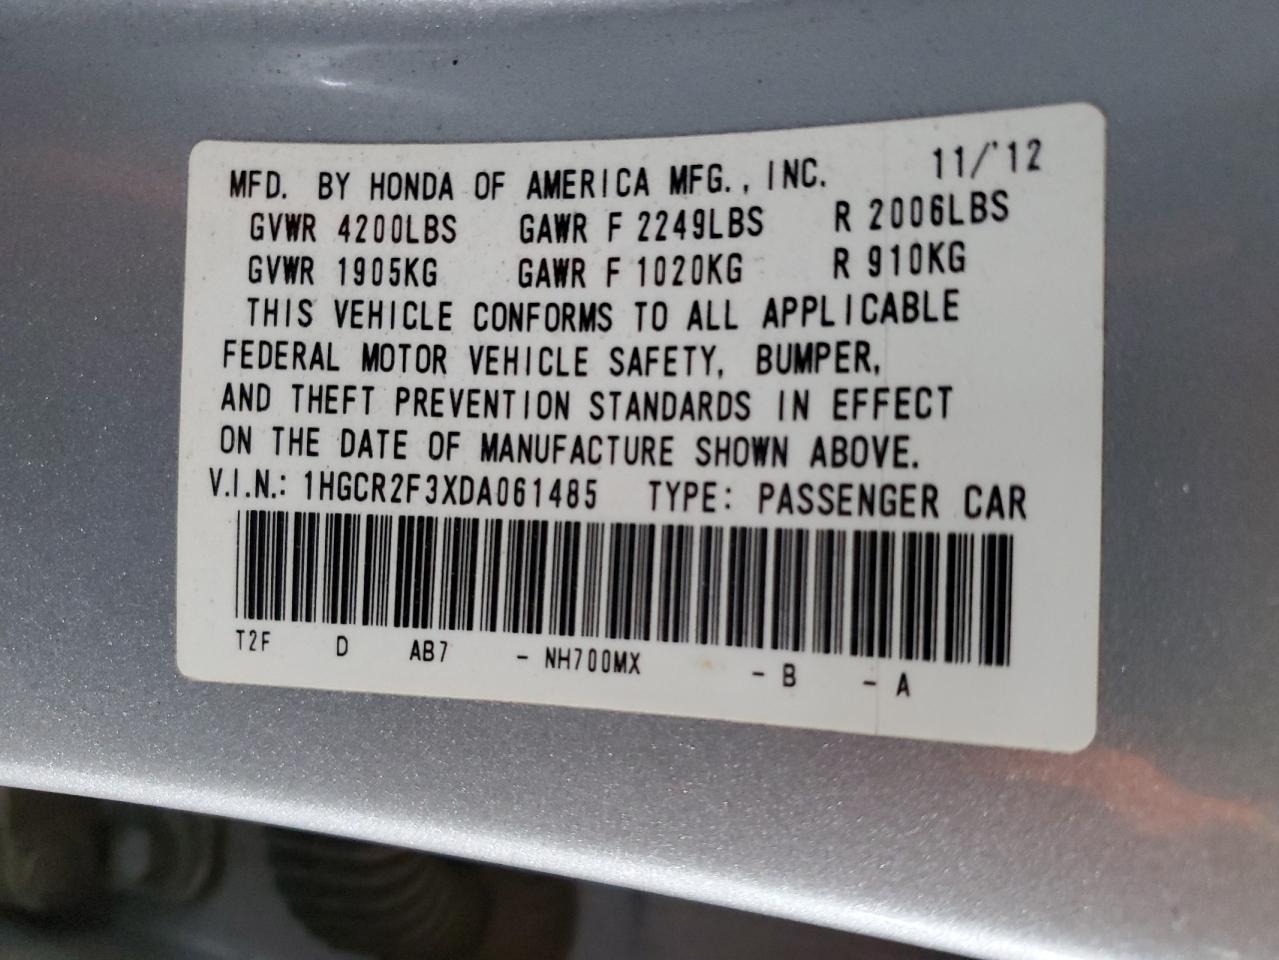 MFD. BY HONDA OF AMERICA MFG., INC. 11/'12
GVWR 4200LBS GAWR F 2249LBS R 2006LBS
GVWR 1905KG GAWR F 1020KG R 910KG
THIS VEHICLE CONFORMS TO ALL APPLICABLE
FEDERAL MOTOR VEHICLE SAFETY, BUMPER,
AND THEFT PREVENTION STANDARDS IN EFFECT
ON THE DATE OF MANUFACTURE SHOWN ABOVE.
V.I.N.: 1HGCR2F3XDA061485 TYPE: PASSENGER CAR
T2F D AB7 - NH700MX - B - A